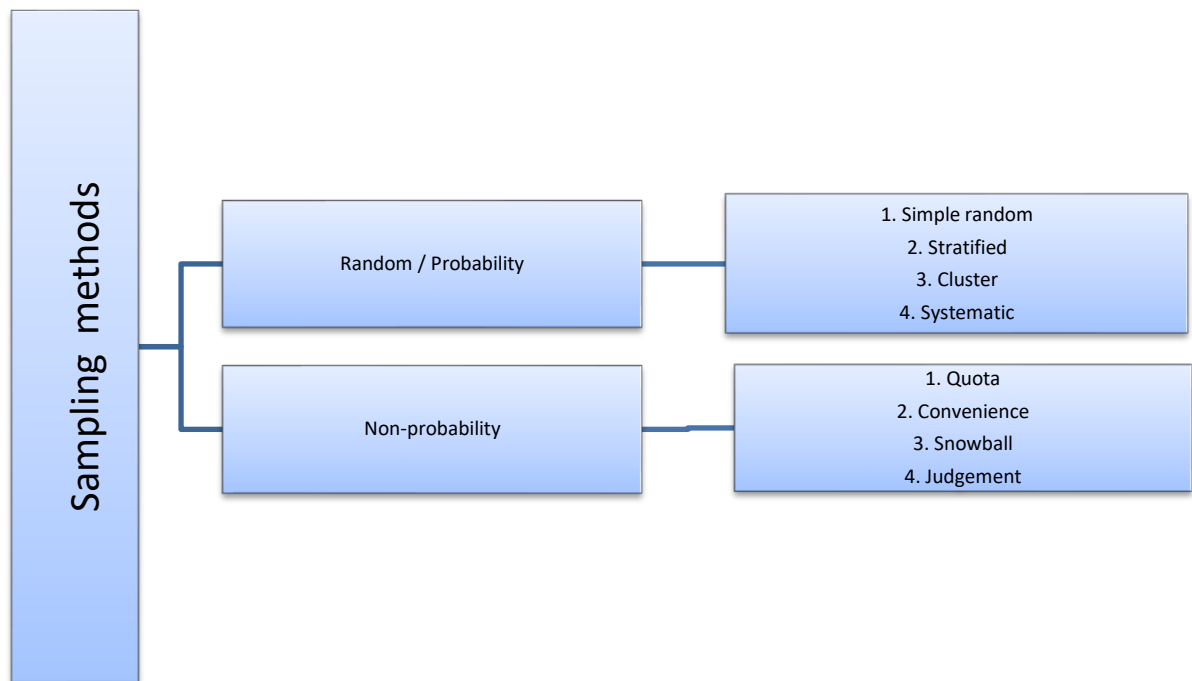 Sampling methods
Random / Probability
1. Simple random
2. Stratified
3. Cluster
4. Systematic
Non-probability
1. Quota
2. Convenience
3. Snowball
4. Judgement